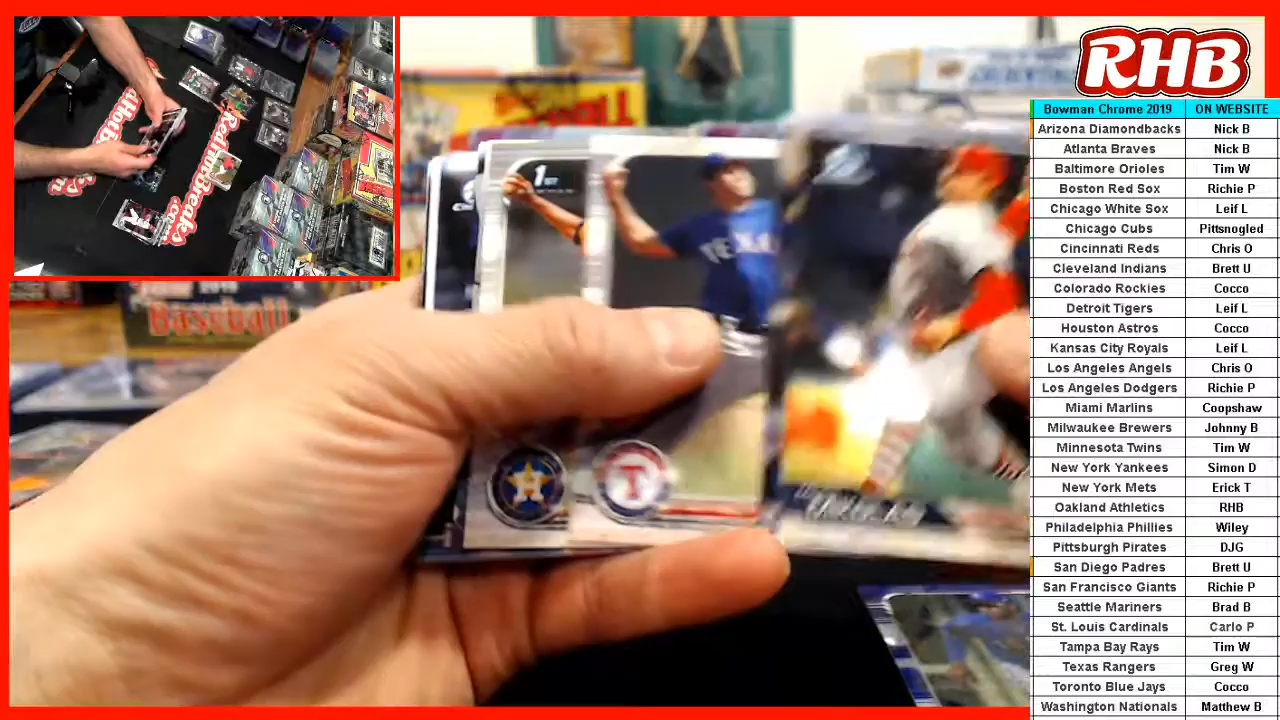 RHB
Bowman Chrome 2019 ON WEBSITE
Arizona Diamondbacks Nick B
Atlanta Braves Nick B
Baltimore Orioles Tim W
Boston Red Sox Richie P
Chicago White Sox Leif L
Chicago Cubs Pittsnogled
Cincinnati Reds Chris O
Cleveland Indians Brett U
Colorado Rockies Cocco
Detroit Tigers Leif L
Houston Astros Cocco
Kansas City Royals Leif L
Los Angeles Angels Chris O
Los Angeles Dodgers Richie P
Miami Marlins Coopshaw
Milwaukee Brewers Johnny B
Minnesota Twins Tim W
New York Yankees Simon D
New York Mets Erick T
Oakland Athletics RHB
Philadelphia Phillies Wiley
Pittsburgh Pirates DJG
San Diego Padres Brett U
San Francisco Giants Richie P
Seattle Mariners Brad B
St. Louis Cardinals Carlo P
Tampa Bay Rays Tim W
Texas Rangers Greg W
Toronto Blue Jays Cocco
Washington Nationals Matthew B
1st
TEXAS
T
Baseball
RedHotBreaks
.com